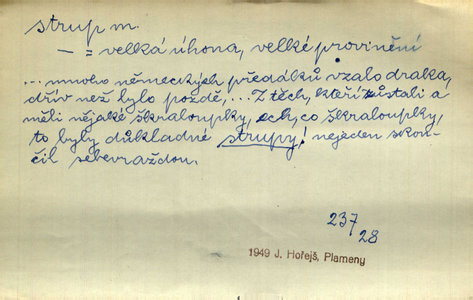 strup m.
— = velká úhona, velké provinění
... mnoho německých předáků vzalo draka,
dřív než bylo pozdě, ... Z těch, kteří zůstali a
měli nějaké škraloupky, ech, co škraloupky,
to byly důkladné strupy! nejeden skon-
čil sebevraždou.
237
28
1949 J. Hořejš, Plameny